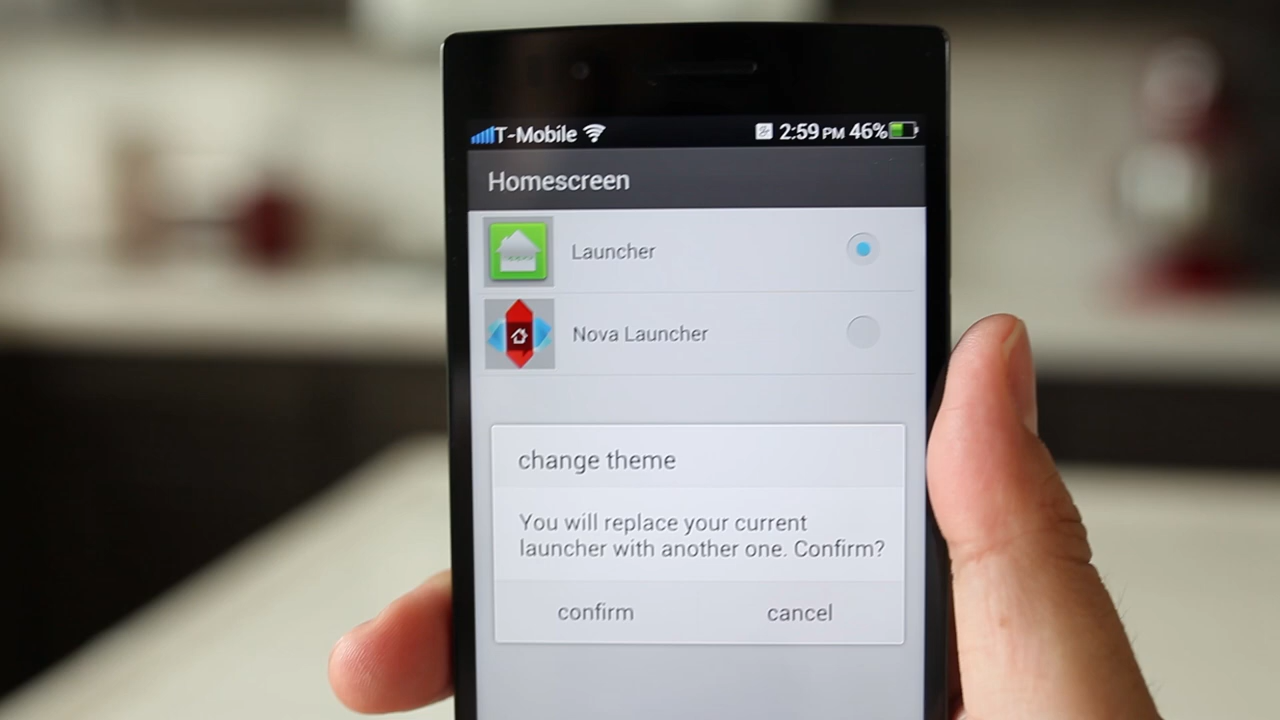 T-Mobile 2:59 PM 46%
Homescreen
Launcher
Nova Launcher
change theme
You will replace your current
launcher with another one. Confirm?
confirm cancel